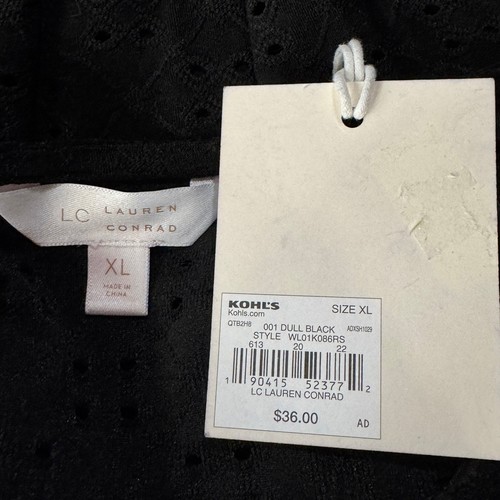 LC LAUREN
CONRAD
XL
MADE IN
CHINA
KOHL'S SIZE XL
Kohls.com
QTB2H8 001 DULL BLACK ADXSH1029
STYLE WL01K086RS
613 20 22
1 90415 52377 2
LC LAUREN CONRAD
$36.00 AD